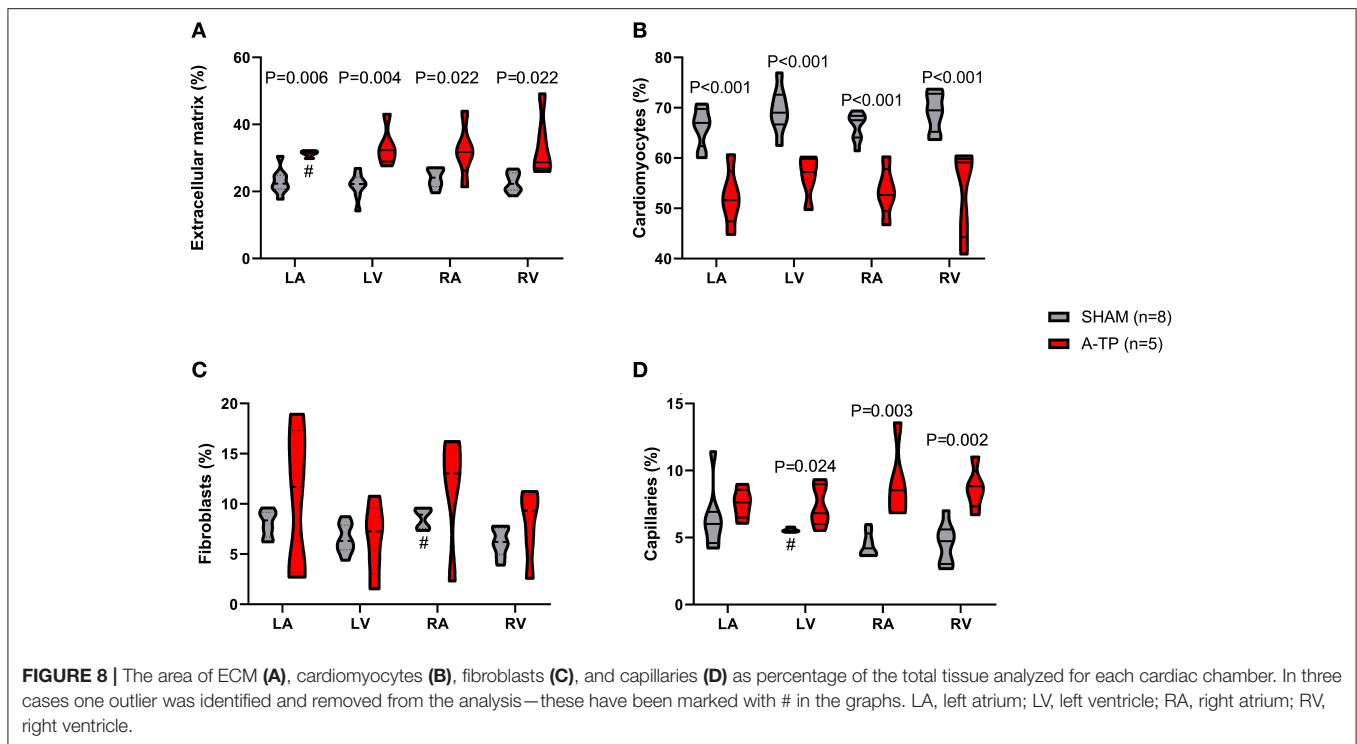 A
Extracellular matrix (%)
60
40
20
0
P=0.006 P=0.004 P=0.022 P=0.022
#
LA LV RA RV
B
Cardiomyocytes (%)
80
70
60
50
40
P<0.001
P<0.001
P<0.001
P<0.001
LA LV RA RV
SHAM (n=8)
A-TP (n=5)
C
Fibroblasts (%)
20
15
10
5
0
#
LA LV RA RV
D
Capillaries (%)
15
10
5
0
P=0.024
P=0.003
P=0.002
#
LA LV RA RV
FIGURE 8 | The area of ECM (A), cardiomyocytes (B), fibroblasts (C), and capillaries (D) as percentage of the total tissue analyzed for each cardiac chamber. In three
cases one outlier was identified and removed from the analysis—these have been marked with # in the graphs. LA, left atrium; LV, left ventricle; RA, right atrium; RV,
right ventricle.